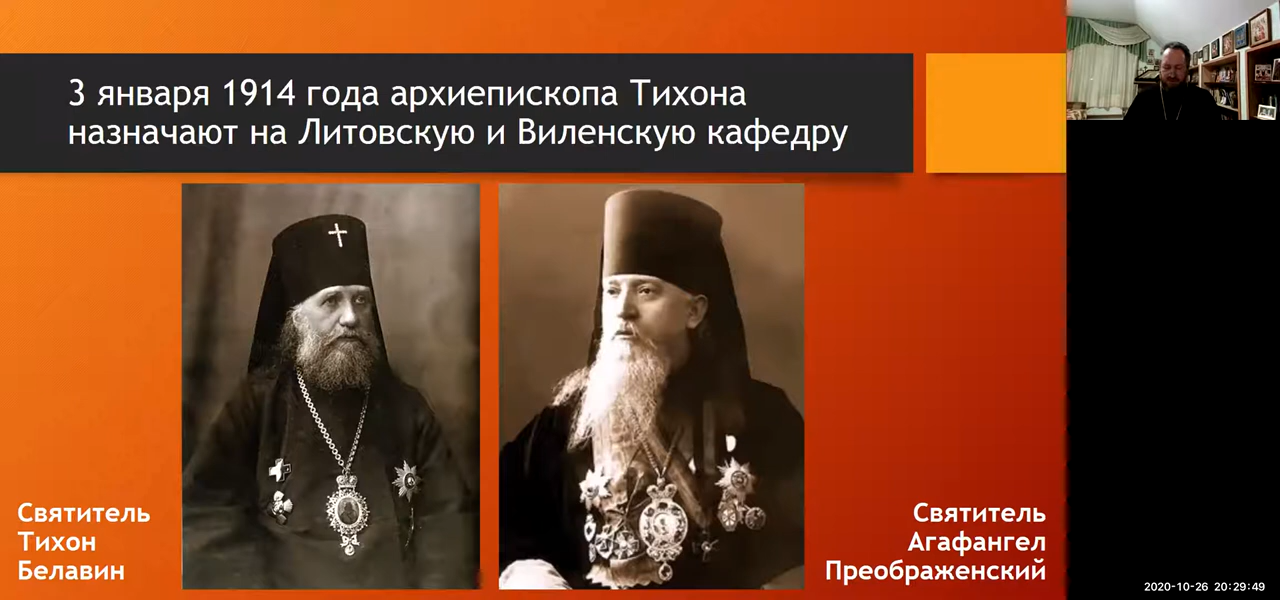 3 января 1914 года архиепископа Тихона
назначают на Литовскую и Виленскую кафедру
Святитель
Тихон
Белавин
Святитель
Агафангел
Преображенский
2020-10-26 20:29:49